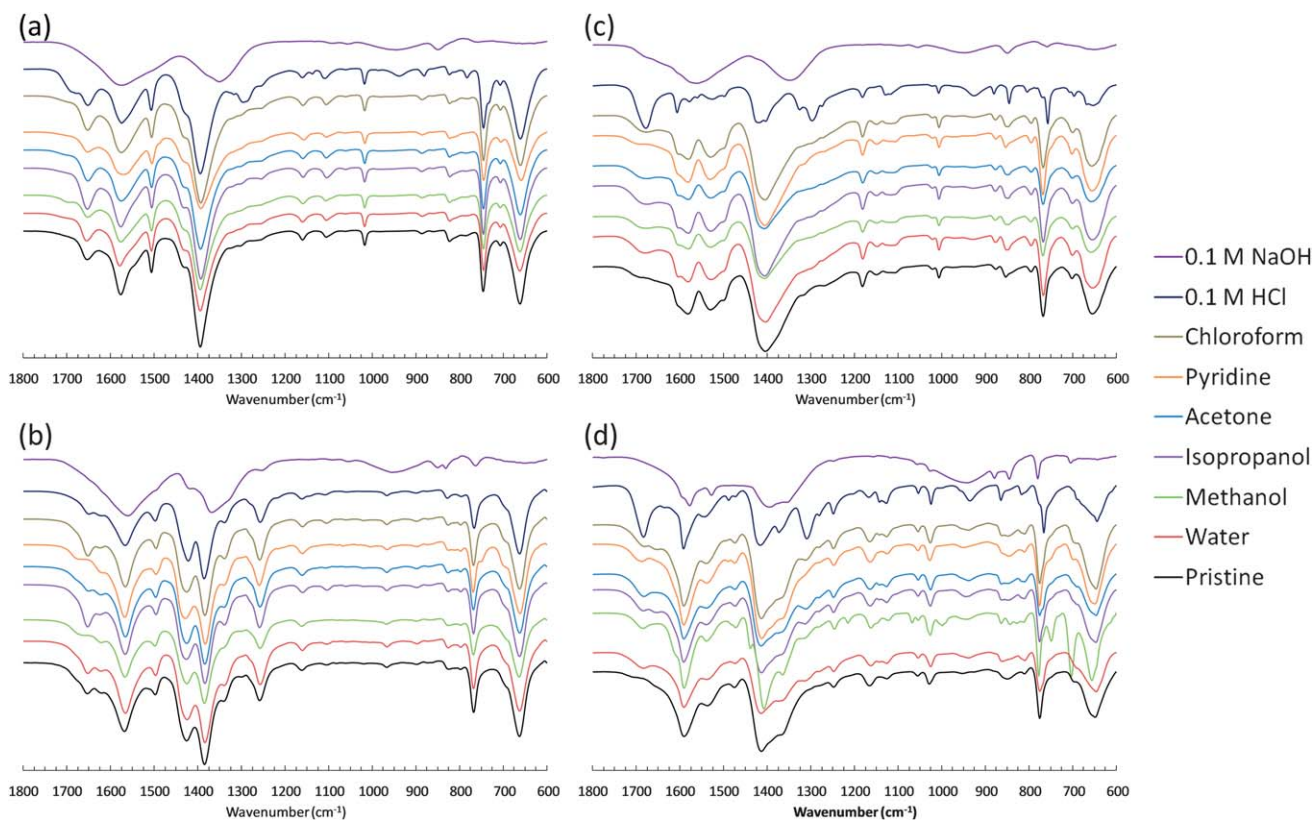 (a)
1800 1700 1600 1500 1400 1300 1200 1100 1000 900 800 700 600
Wavenumber (cm⁻¹)
(c)
1800 1700 1600 1500 1400 1300 1200 1100 1000 900 800 700 600
Wavenumber (cm⁻¹)
(b)
1800 1700 1600 1500 1400 1300 1200 1100 1000 900 800 700 600
Wavenumber (cm⁻¹)
(d)
1800 1700 1600 1500 1400 1300 1200 1100 1000 900 800 700 600
Wavenumber (cm⁻¹)
0.1 M NaOH
0.1 M HCl
Chloroform
Pyridine
Acetone
Isopropanol
Methanol
Water
Pristine